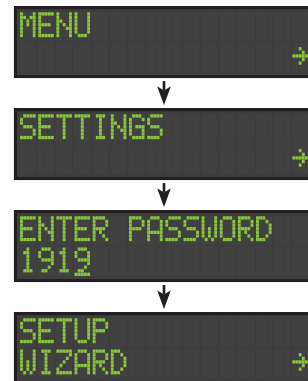 MENU
→
SETTINGS
→
ENTER PASSWORD
1919
SETUP
WIZARD →